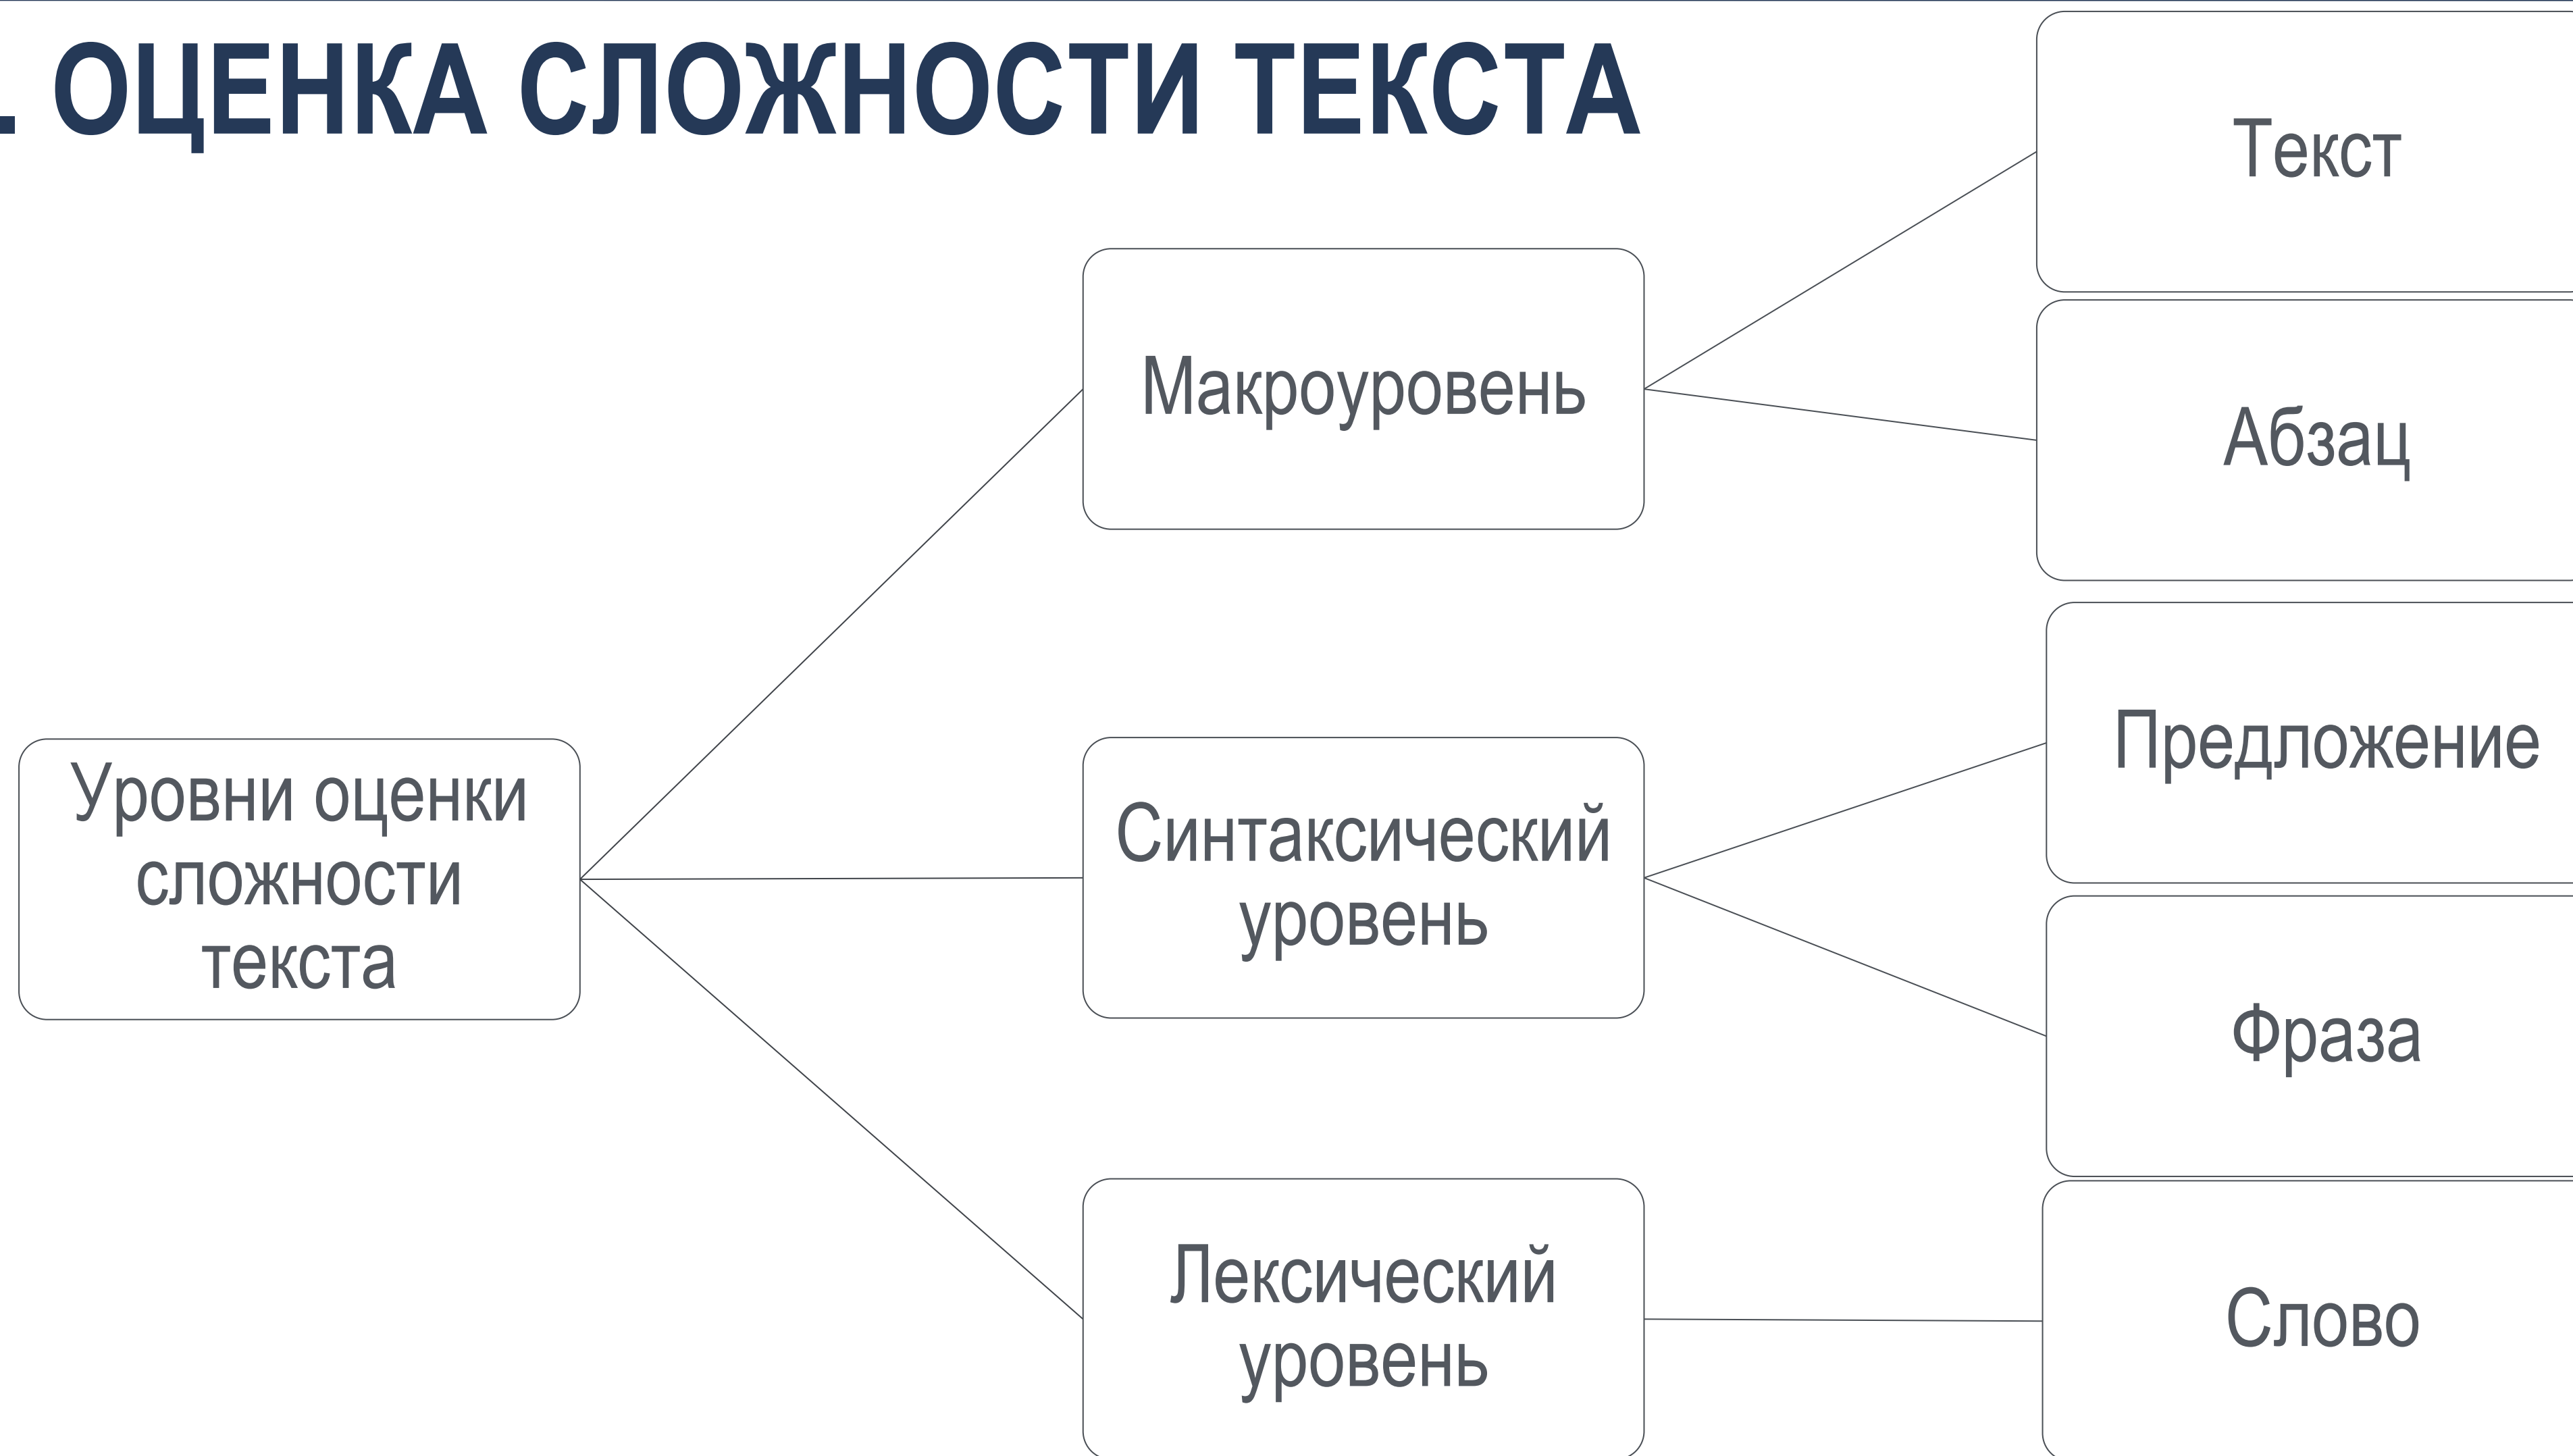 . ОЦЕНКА СЛОЖНОСТИ ТЕКСТА
Текст
Макроуровень
Абзац
Предложение
Уровни оценки
сложности
текста
Синтаксический
уровень
Фраза
Лексический
уровень
Слово